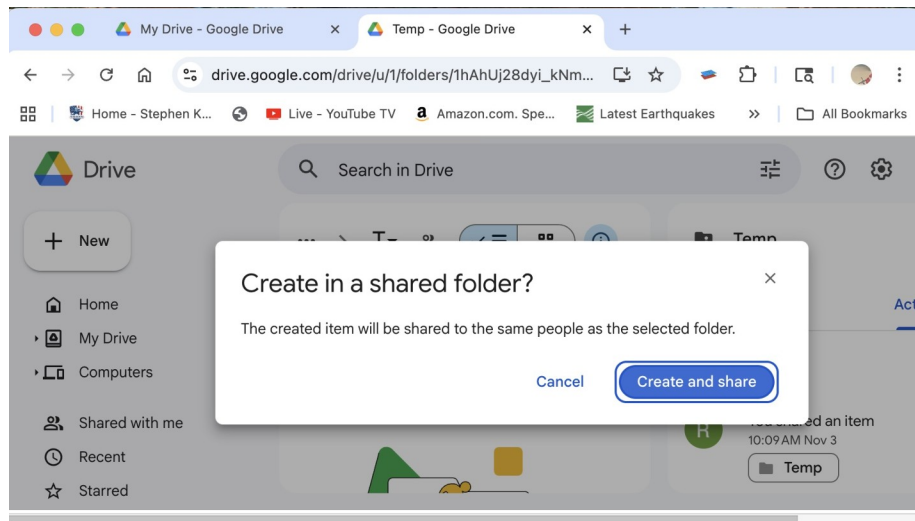 My Drive - Google Drive
Temp - Google Drive
drive.google.com/drive/u/1/folders/1hAhUj28dyi_kNm...
Home - Stephen K...
Live - YouTube TV
a Amazon.com. Spe...
Latest Earthquakes
All Bookmarks
Drive
Search in Drive
New
Temp
Home
My Drive
Computers
Shared with me
Recent
Starred
Create in a shared folder?
The created item will be shared to the same people as the selected folder.
Cancel
Create and share
R
an item
10:09 AM Nov 3
Temp